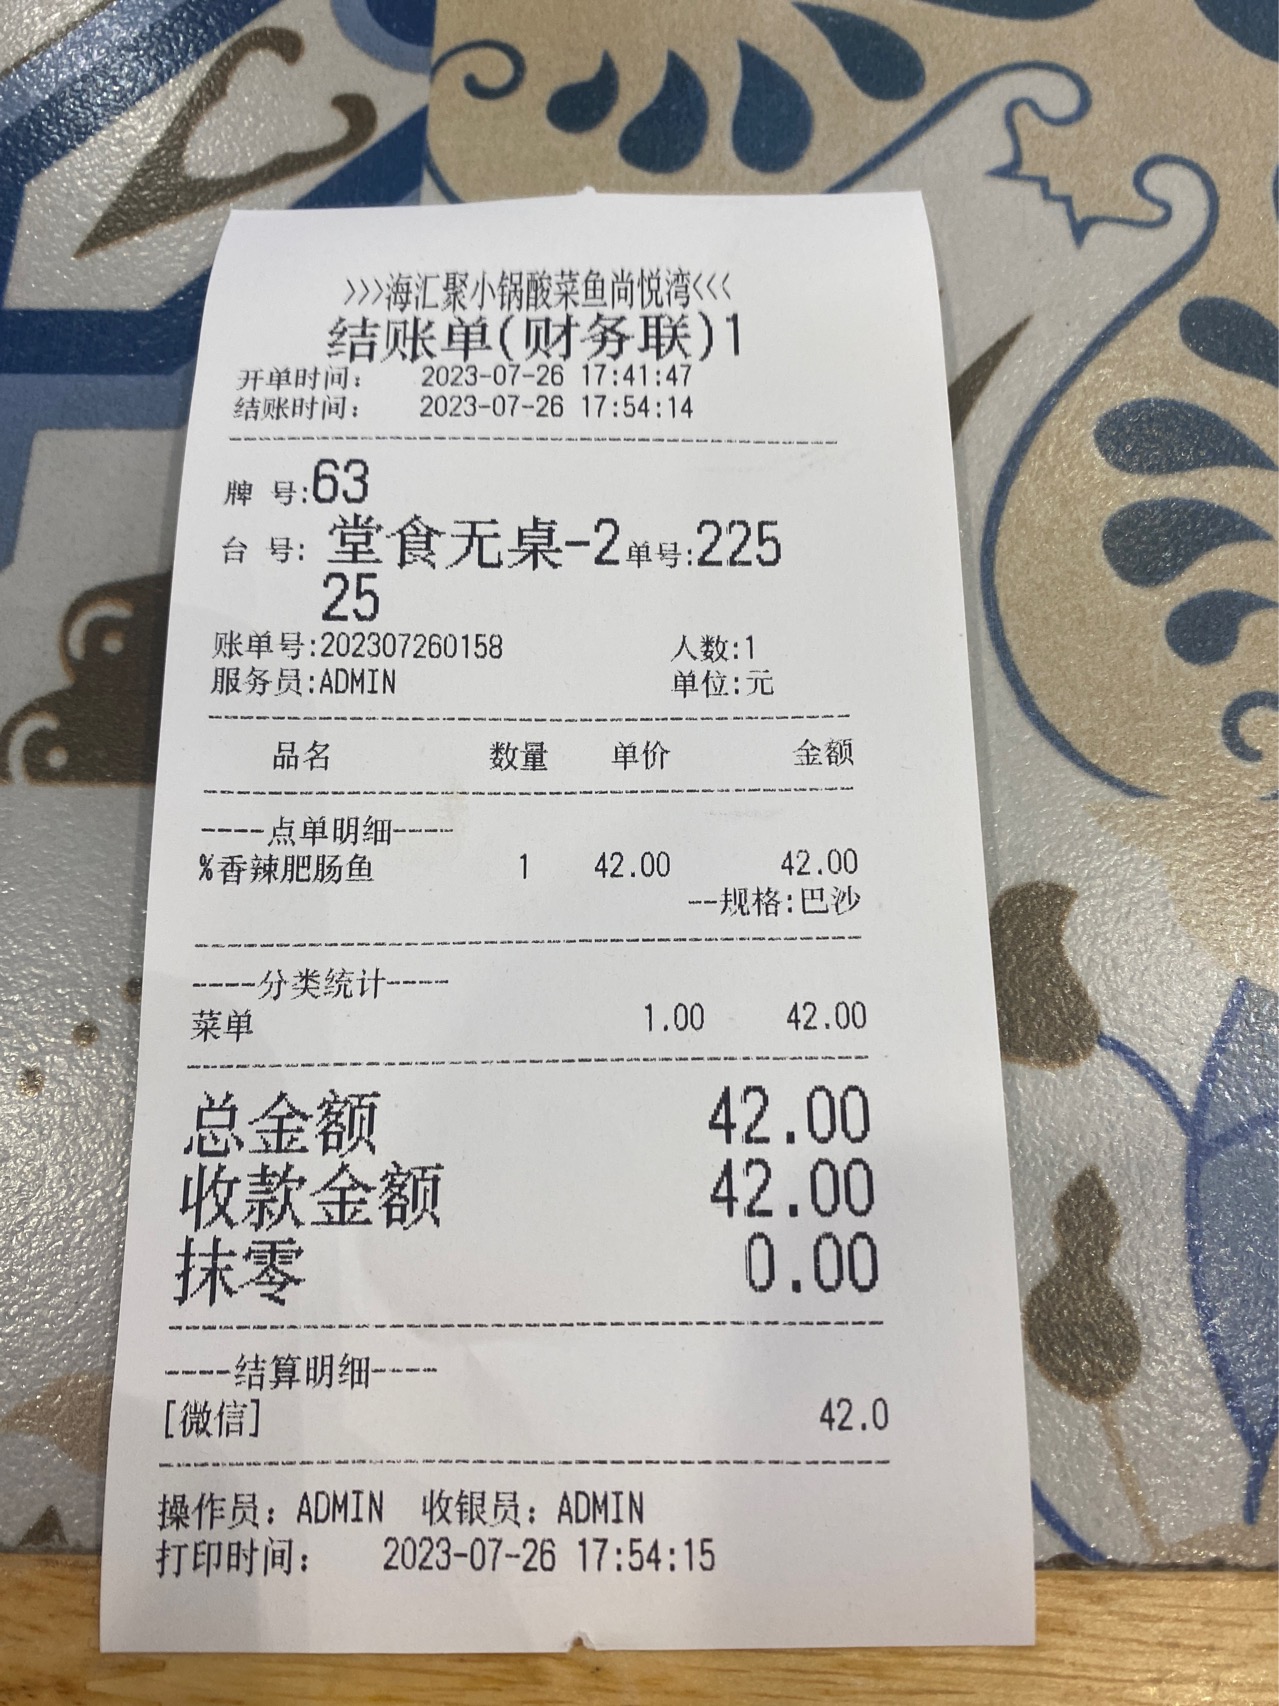 >>>海汇聚小锅酸菜鱼尚悦湾<<<
结账单(财务联)1
开单时间: 2023-07-26 17:41:47
结账时间: 2023-07-26 17:54:14
牌 号:63
台 号: 堂食无桌-2单号:225
25
账单号:202307260158 人数:1
服务员:ADMIN 单位:元
品名 数量 单价 金额
----点单明细----
%香辣肥肠鱼 1 42.00 42.00
--规格:巴沙
----分类统计----
菜单 1.00 42.00
总金额 42.00
收款金额 42.00
抹零 0.00
----结算明细----
[微信] 42.0
操作员: ADMIN 收银员: ADMIN
打印时间: 2023-07-26 17:54:15